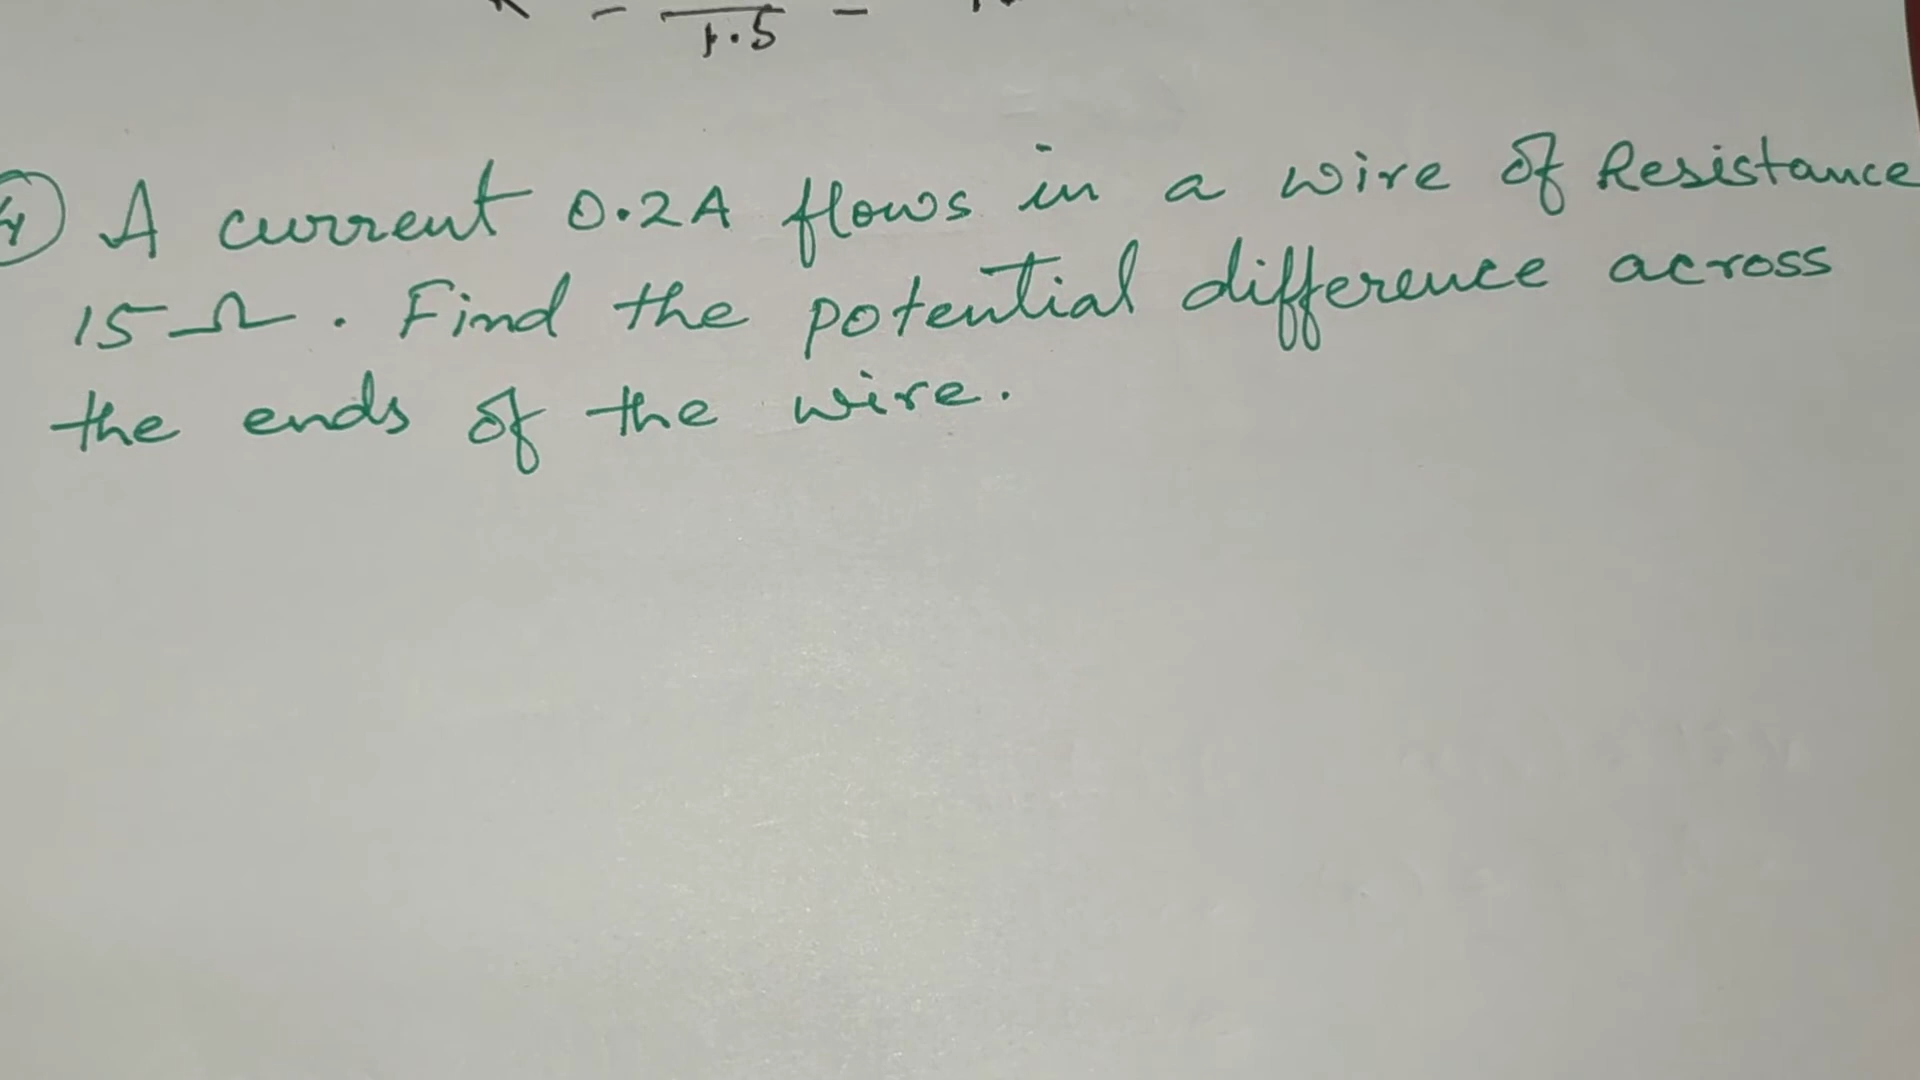 1.5
④ A current 0.2A flows in a wire of Resistance
15Ω. Find the potential difference across
the ends of the wire.